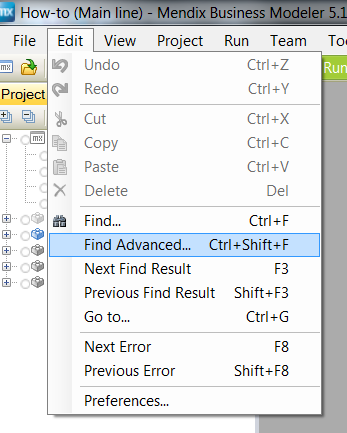 mx How-to (Main line) - Mendix Business Modeler 5.1
File Edit View Project Run Team
Run
Project
mx
Undo Ctrl+Z
Redo Ctrl+Y
Cut Ctrl+X
Copy Ctrl+C
Paste Ctrl+V
Delete Del
Find... Ctrl+F
Find Advanced... Ctrl+Shift+F
Next Find Result F3
Previous Find Result Shift+F3
Go to... Ctrl+G
Next Error F8
Previous Error Shift+F8
Preferences...